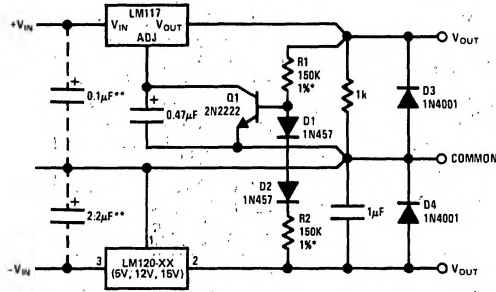 LM117
+VIN
VIN VOUT
ADJ
VOUT
R1
150K
1%*
Q1
2N2222
0.1µF**
0.47µF
1k
D3
1N4001
D1
1N457
COMMON
D2
1N457
2.2µF**
R2
150K
1%*
1µF
D4
1N4001
1
-VIN
3
LM120-XX
(5V, 12V, 15V)
2
VOUT
+
+
+